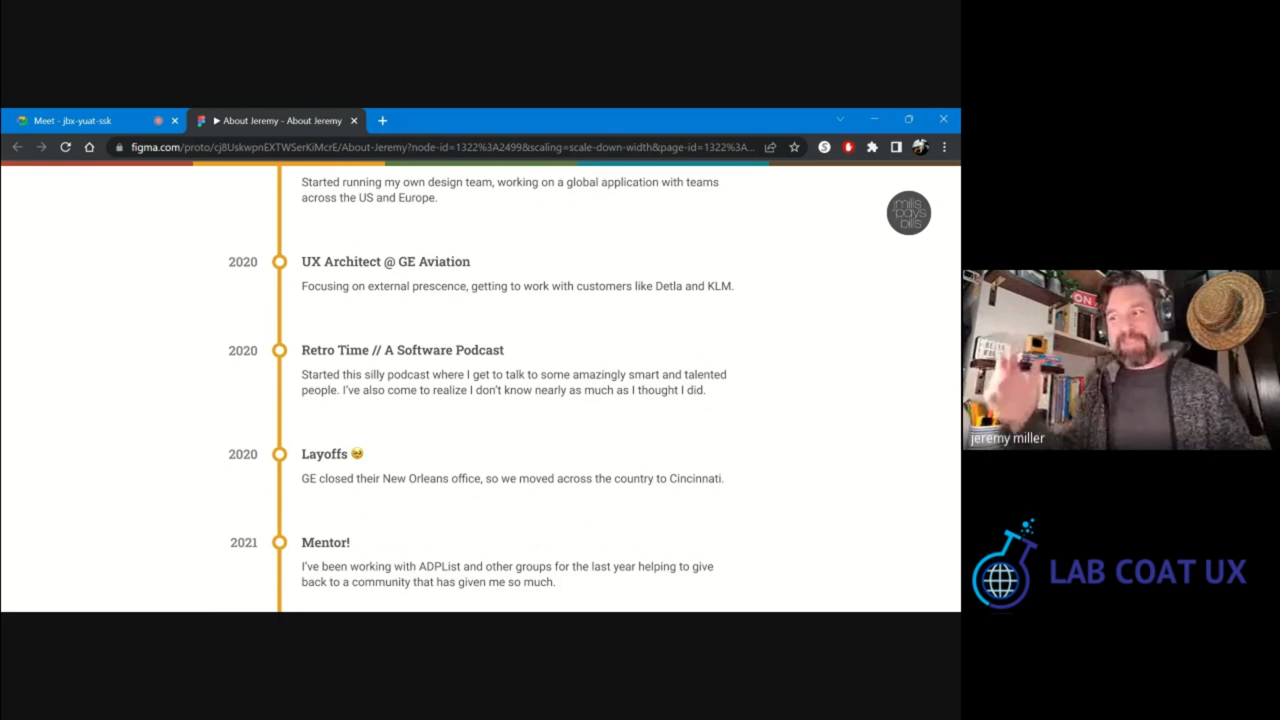 Meet - jbx-yuat-ssk
▶ About Jeremy - About Jeremy
figma.com/proto/cj8UskwpnEXTWSerKiMcrE/About-Jeremy?node-id=1322%3A2499&scaling=scale-down-width&page-id=1322%3A...
Started running my own design team, working on a global application with teams
across the US and Europe.
milis
pays
bills
2020
UX Architect @ GE Aviation
Focusing on external prescence, getting to work with customers like Detla and KLM.
2020
Retro Time // A Software Podcast
Started this silly podcast where I get to talk to some amazingly smart and talented
people. I've also come to realize I don't know nearly as much as I thought I did.
2020
Layoffs 🥹
GE closed their New Orleans office, so we moved across the country to Cincinnati.
2021
Mentor!
I've been working with ADPList and other groups for the last year helping to give
back to a community that has given me so much.
ON
jeremy miller
LAB COAT UX